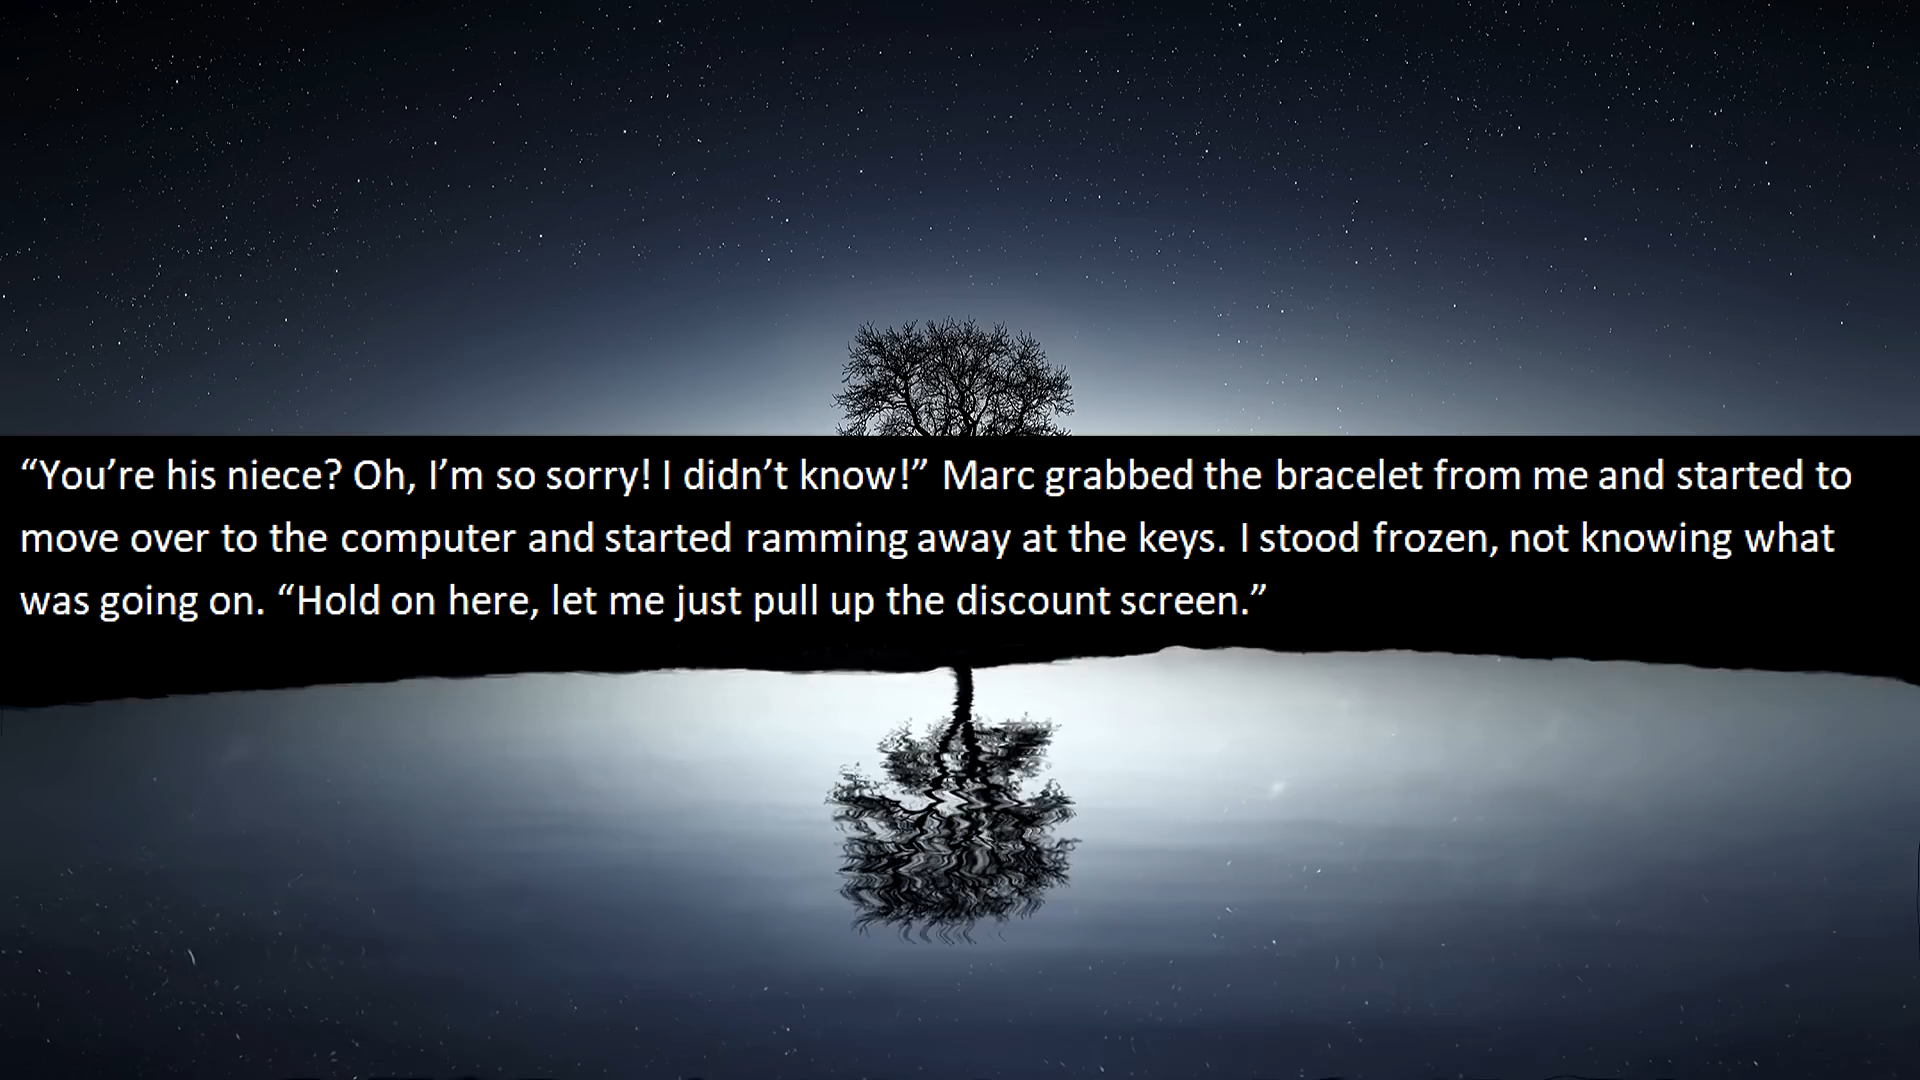 “You’re his niece? Oh, I’m so sorry! I didn’t know!” Marc grabbed the bracelet from me and started to
move over to the computer and started ramming away at the keys. I stood frozen, not knowing what
was going on. “Hold on here, let me just pull up the discount screen.”